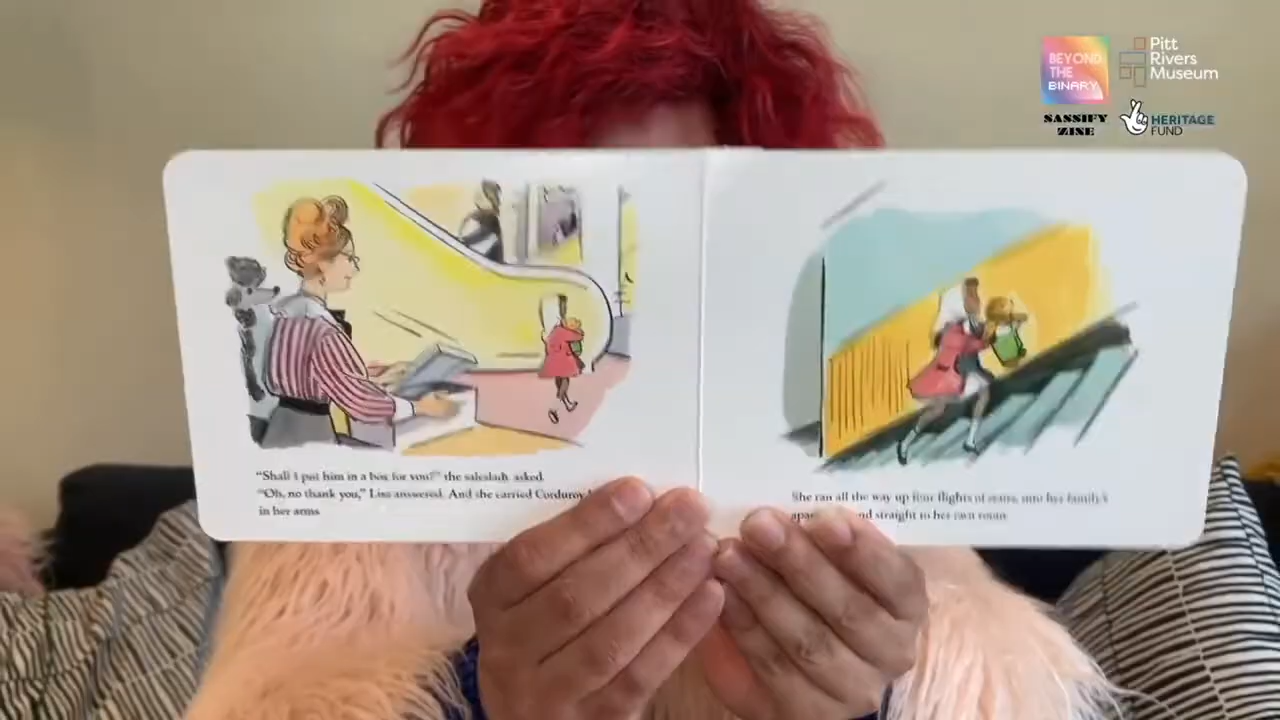 BEYOND
THE
BINARY
Pitt
Rivers
Museum
SASSIFY
ZINE
HERITAGE
FUND
"Shall I put him in a box for you?" the saleslady asked.
"Oh, no thank you," Lisa answered. And she carried Corduroy
in her arms
She ran all the way up four flights of stairs, into her family's
and straight to her own room